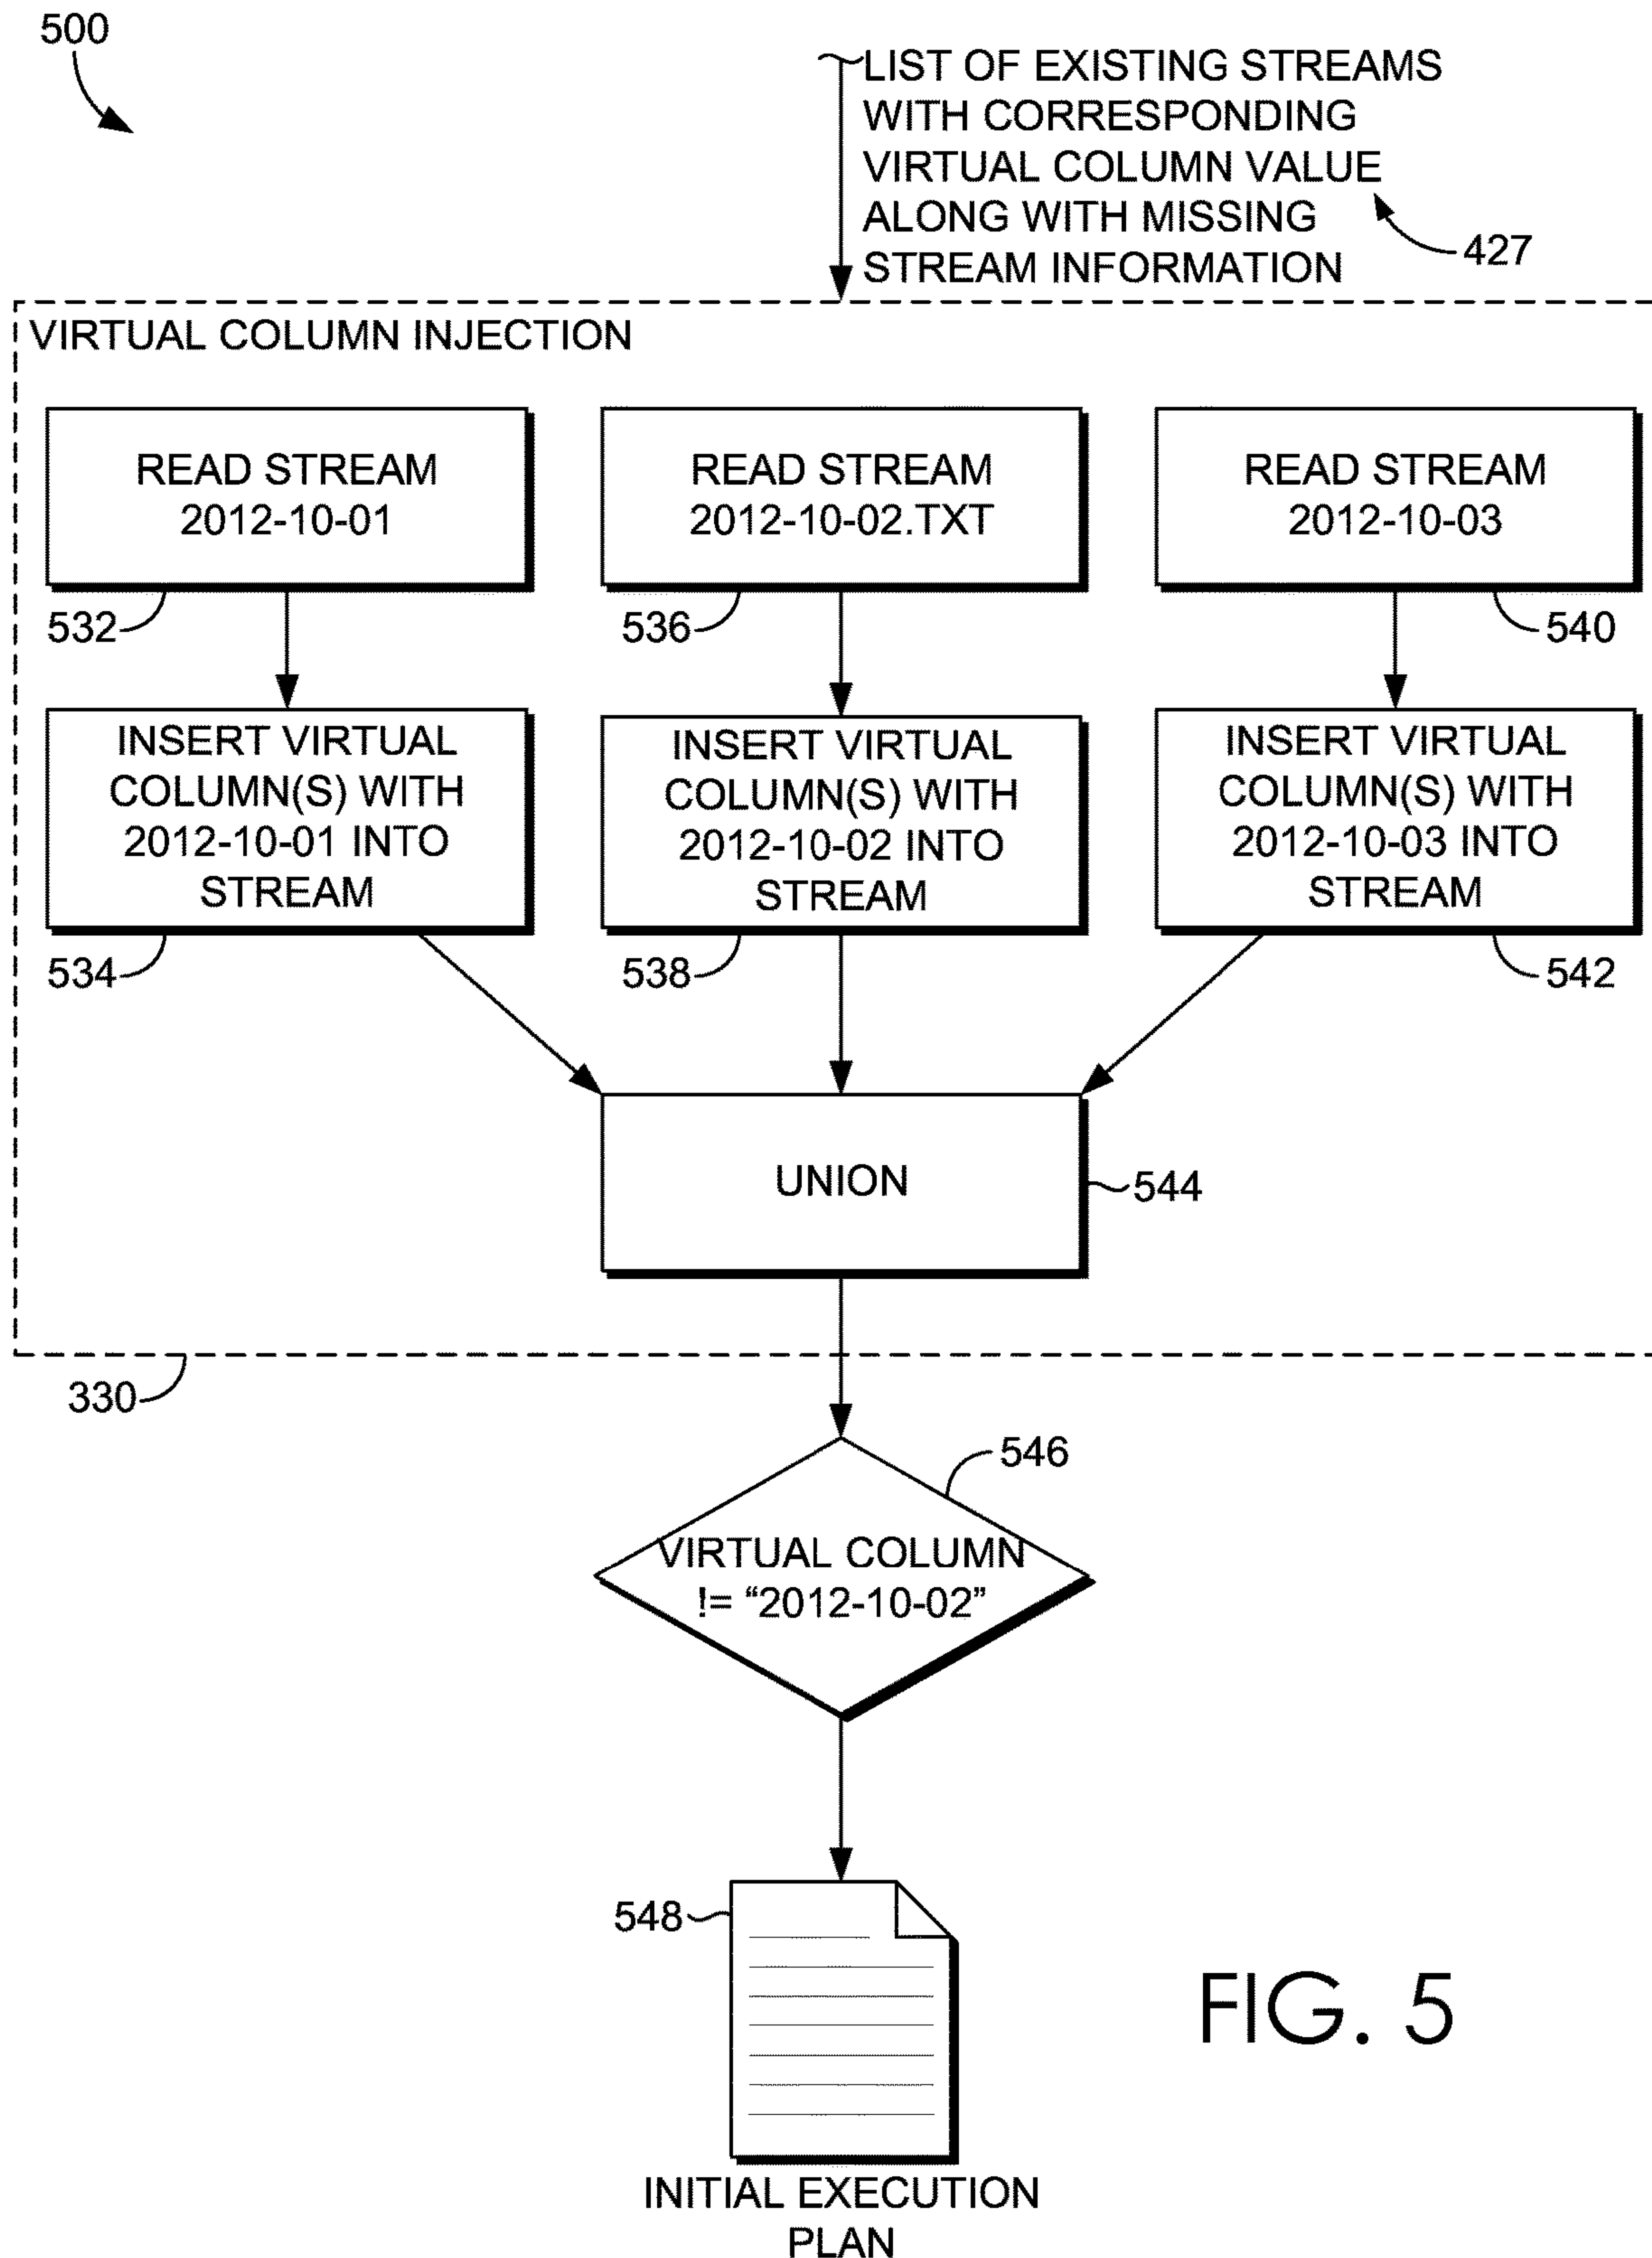 500
LIST OF EXISTING STREAMS
WITH CORRESPONDING
VIRTUAL COLUMN VALUE
ALONG WITH MISSING
STREAM INFORMATION
427
VIRTUAL COLUMN INJECTION
READ STREAM
2012-10-01
READ STREAM
2012-10-02.TXT
READ STREAM
2012-10-03
532
536
540
INSERT VIRTUAL
COLUMN(S) WITH
2012-10-01 INTO
STREAM
INSERT VIRTUAL
COLUMN(S) WITH
2012-10-02 INTO
STREAM
INSERT VIRTUAL
COLUMN(S) WITH
2012-10-03 INTO
STREAM
534
538
542
UNION
544
330
546
VIRTUAL COLUMN
!= “2012-10-02”
548
INITIAL EXECUTION
PLAN
FIG. 5